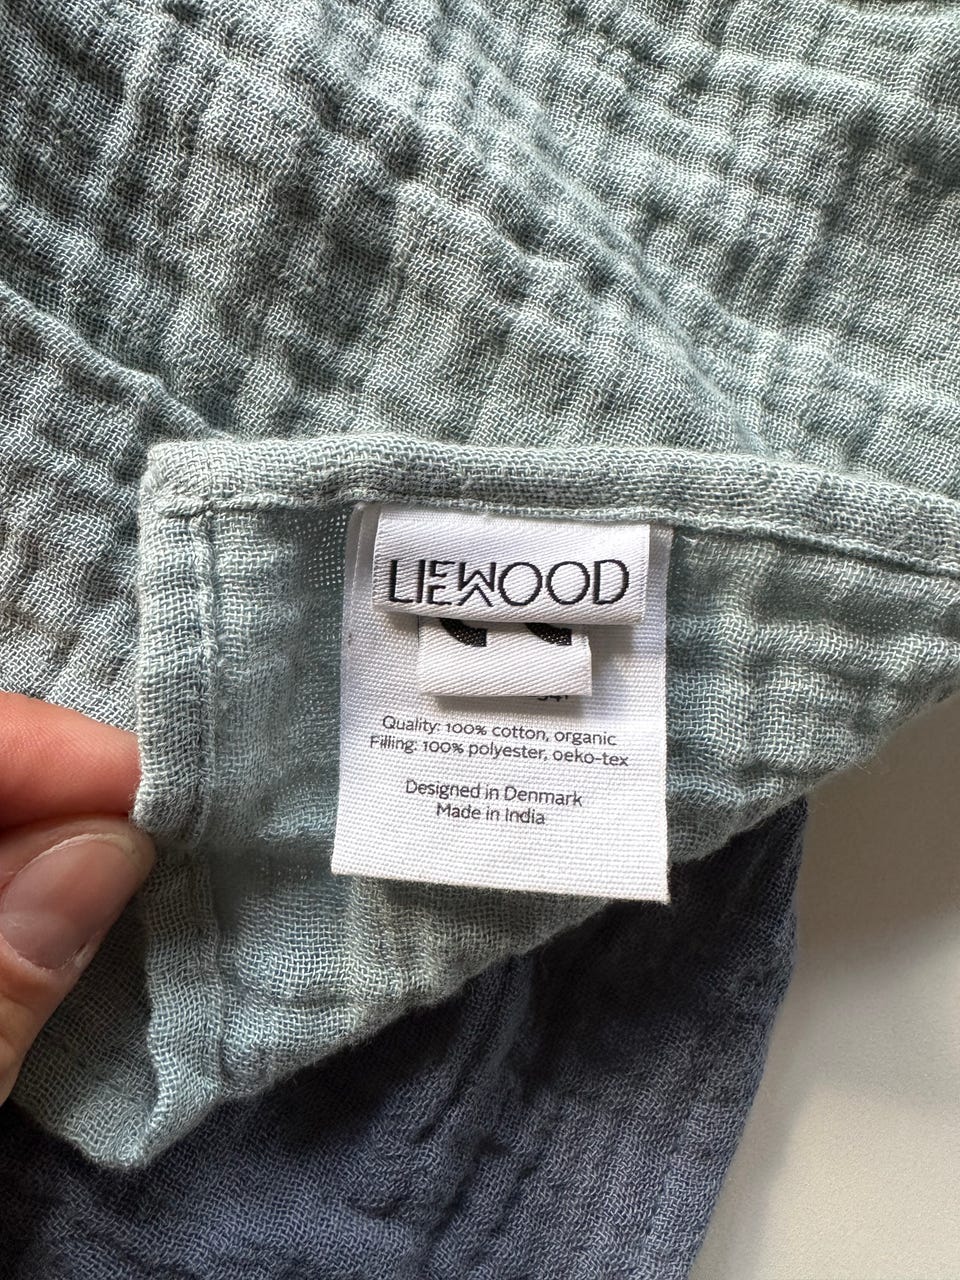 LIEWOOD
Quality: 100% cotton, organic
Filling: 100% polyester, oeko-tex
Designed in Denmark
Made in India